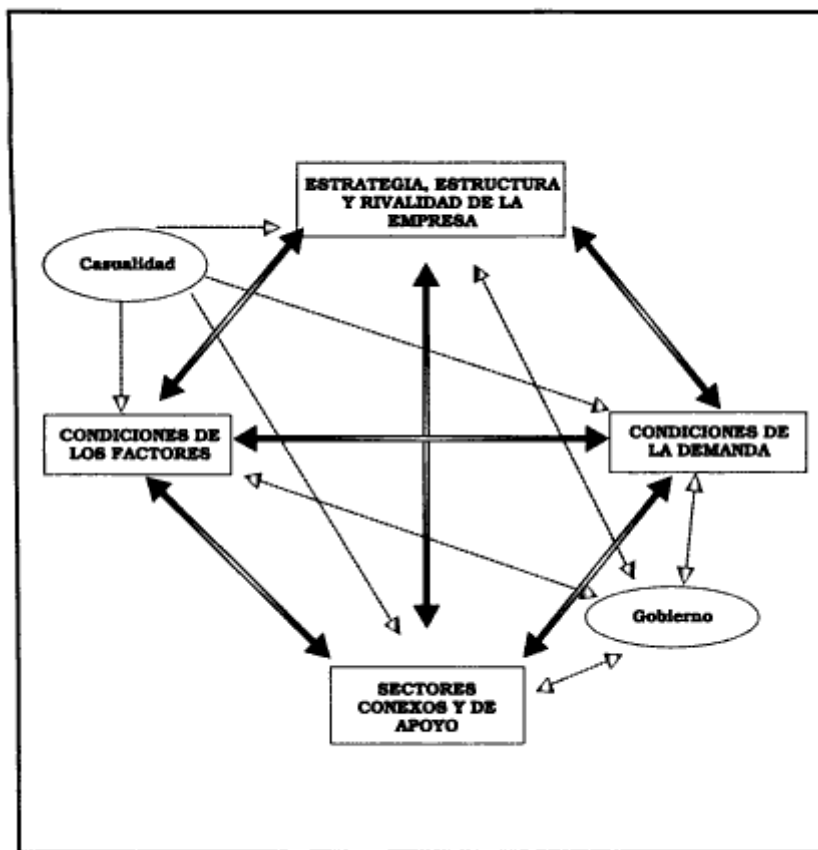 ESTRATEGIA, ESTRUCTURA
Y RIVALIDAD DE LA
EMPRESA
Casualidad
CONDICIONES DE
LOS FACTORES
CONDICIONES DE
LA DEMANDA
Gobierno
SECTORES
CONEXOS Y DE
APOYO